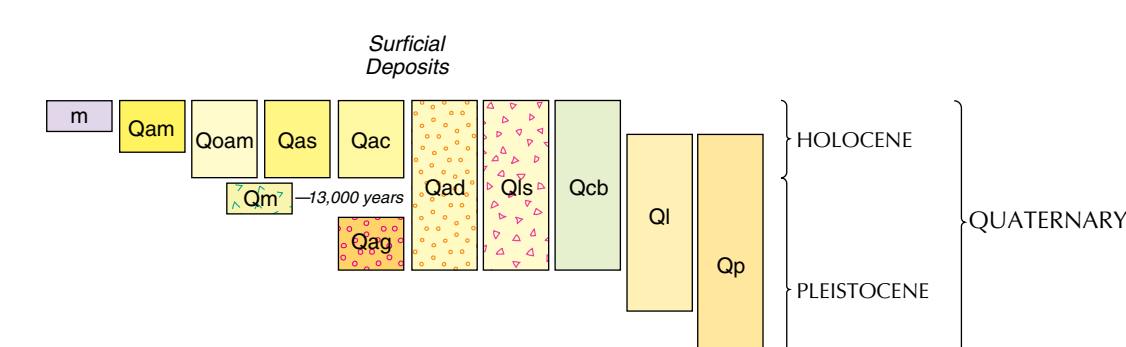 Surficial
Deposits
m
Qam
Qoam
Qas
Qac
Qad
Qls
Qcb
Ql
Qp
HOLOCENE
Qm
13,000 years
Qag
QUATERNARY
PLEISTOCENE